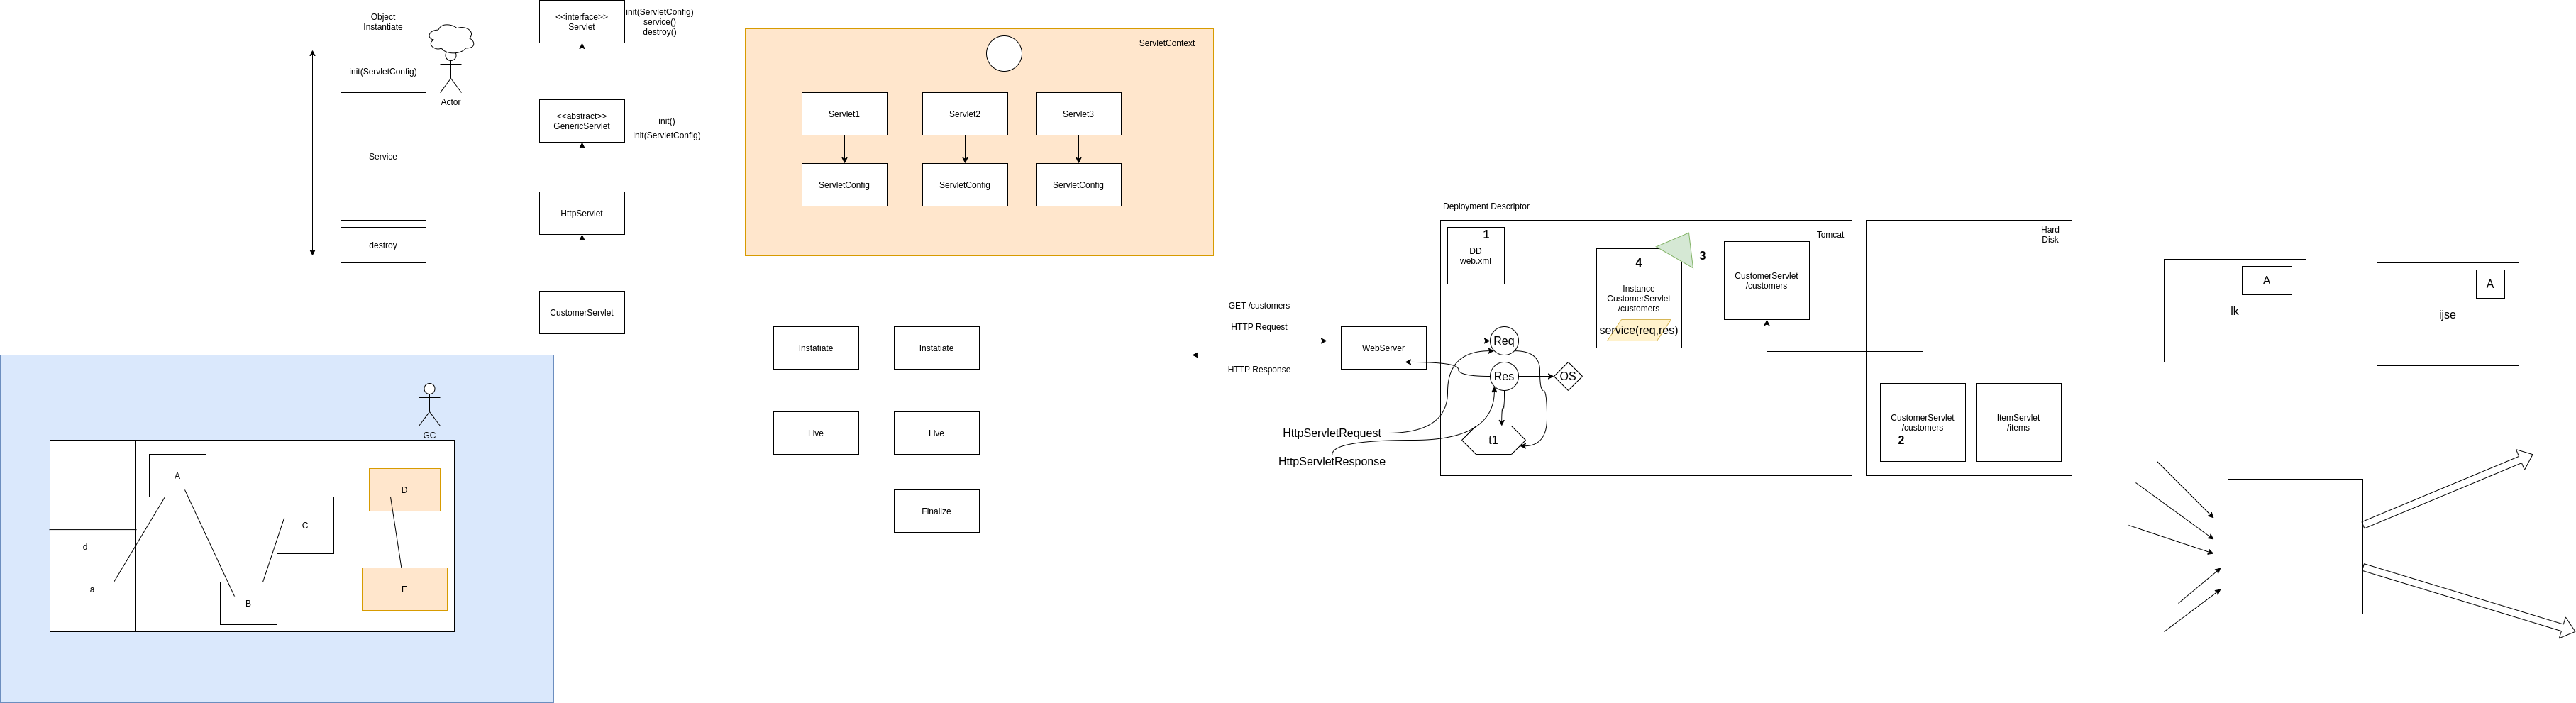 Object
Instantiate
init(ServletConfig)
Actor
Service
destroy
<<interface>>
Servlet
init(ServletConfig)
service()
destroy()
<<abstract>>
GenericServlet
init()
init(ServletConfig)
HttpServlet
CustomerServlet
ServletContext
Servlet1
Servlet2
Servlet3
ServletConfig
ServletConfig
ServletConfig
GC
A
C
D
d
a
B
E
Instatiate
Instatiate
Live
Live
Finalize
GET /customers
HTTP Request
HTTP Response
WebServer
HttpServletRequest
HttpServletResponse
Deployment Descriptor
Tomcat
1
DD
web.xml
4
Instance
CustomerServlet
/customers
service(req,res)
3
CustomerServlet
/customers
Req
Res
OS
t1
Hard
Disk
CustomerServlet
/customers
2
ItemServlet
/items
A
lk
A
ijse